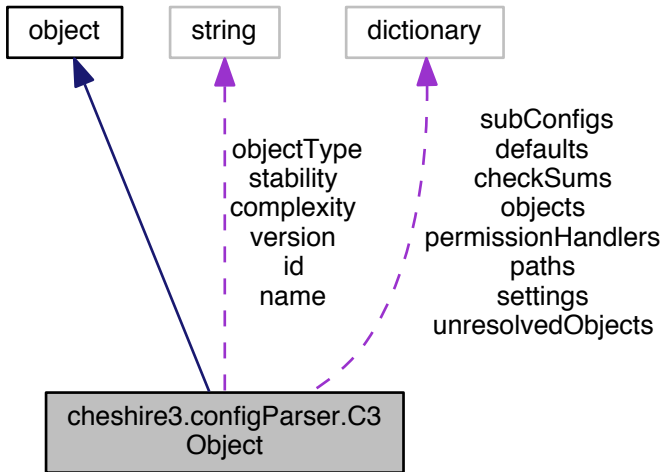 object
string
dictionary
objectType
stability
complexity
version
id
name
subConfigs
defaults
checkSums
objects
permissionHandlers
paths
settings
unresolvedObjects
cheshire3.configParser.C3
Object